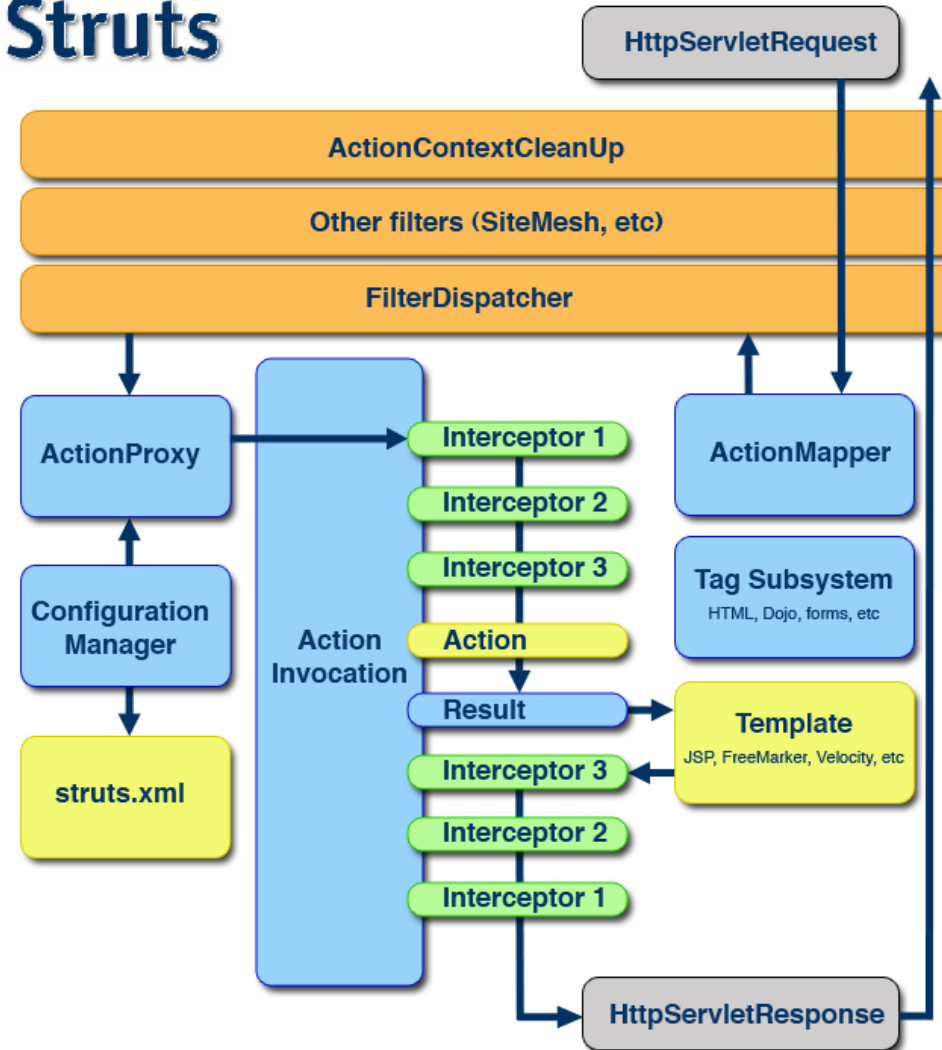 Struts
HttpServletRequest
ActionContextCleanUp
Other filters (SiteMesh, etc)
FilterDispatcher
ActionProxy
Interceptor 1
ActionMapper
Interceptor 2
Interceptor 3
Tag Subsystem
HTML, Dojo, forms, etc
Configuration
Manager
Action
Invocation
Action
Result
Template
JSP, FreeMarker, Velocity, etc
struts.xml
Interceptor 3
Interceptor 2
Interceptor 1
HttpServletResponse